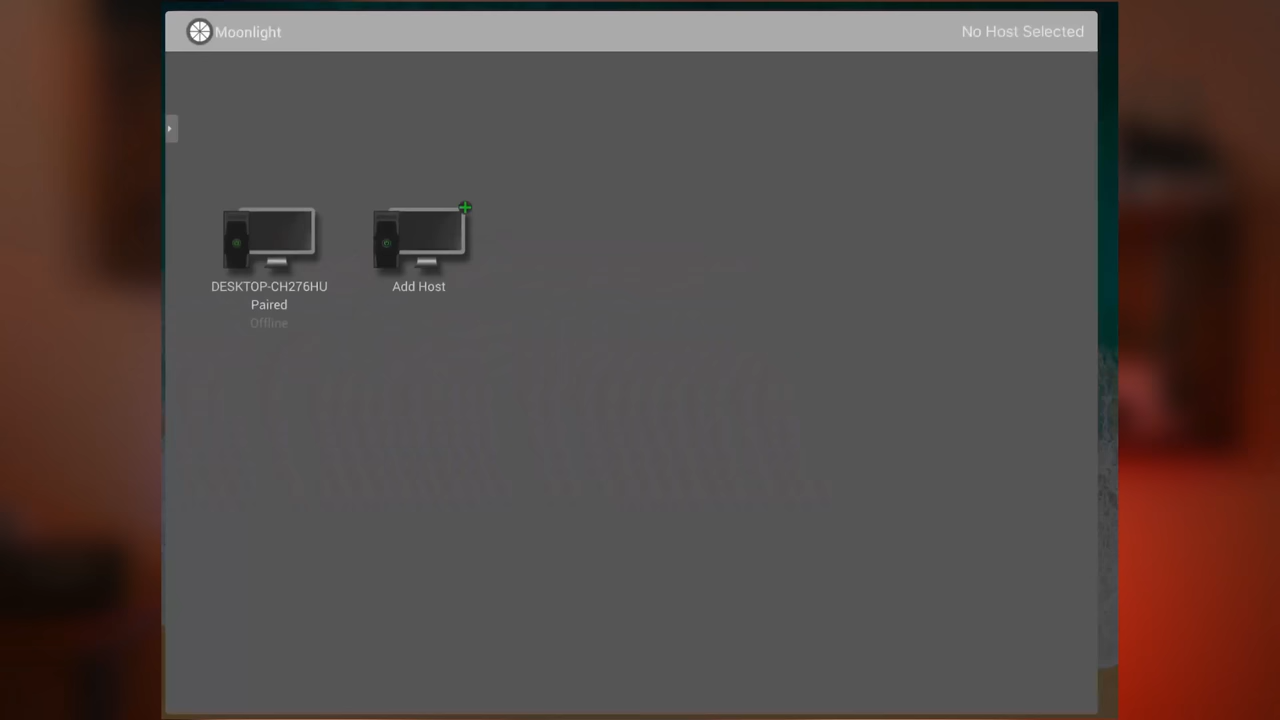 Moonlight
No Host Selected
DESKTOP-CH276HU
Paired
Offline
Add Host